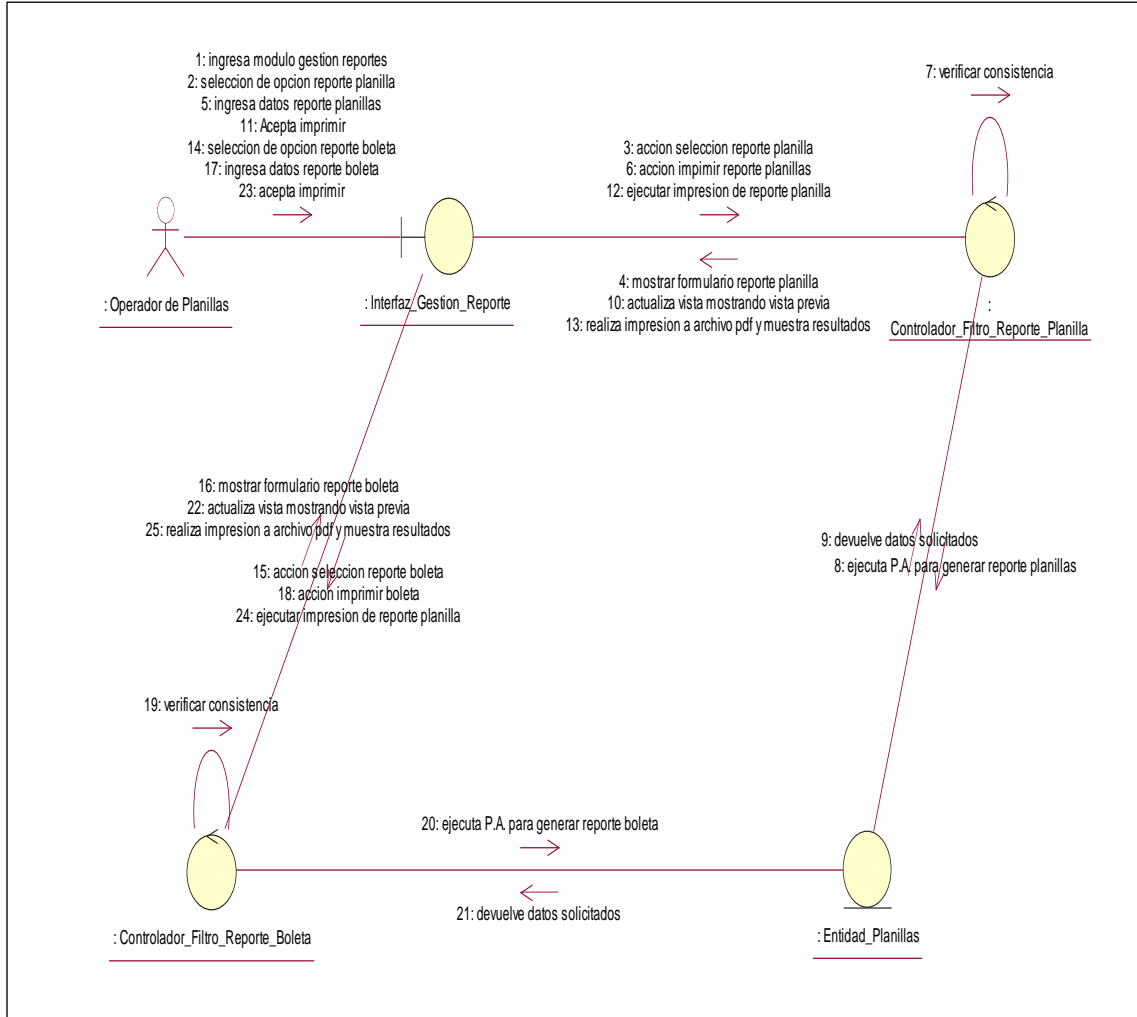 1: ingresa modulo gestion reportes
2: seleccion de opcion reporte planilla
5: ingresa datos reporte planillas
11: Acepta imprimir
14: seleccion de opcion reporte boleta
17: ingresa datos reporte boleta
23: acepta imprimir
7: verificar consistencia
3: accion seleccion reporte planilla
6: accion impimir reporte planillas
12: ejecutar impresion de reporte planilla
4: mostrar formulario reporte planilla
10: actualiza vista mostrando vista previa
13: realiza impresion a archivo pdf y muestra resultados
: Operador de Planillas
: Interfaz_Gestion_Reporte
:
Controlador_Filtro_Reporte_Planilla
16: mostrar formulario reporte boleta
22: actualiza vista mostrando vista previa
25: realiza impresion a archivo pdf y muestra resultados
15: accion seleccion reporte boleta
18: accion imprimir boleta
24: ejecutar impresion de reporte planilla
9: devuelve datos solicitados
8: ejecuta P.A. para generar reporte planillas
19: verificar consistencia
20: ejecuta P.A. para generar reporte boleta
21: devuelve datos solicitados
: Controlador_Filtro_Reporte_Boleta
: Entidad_Planillas